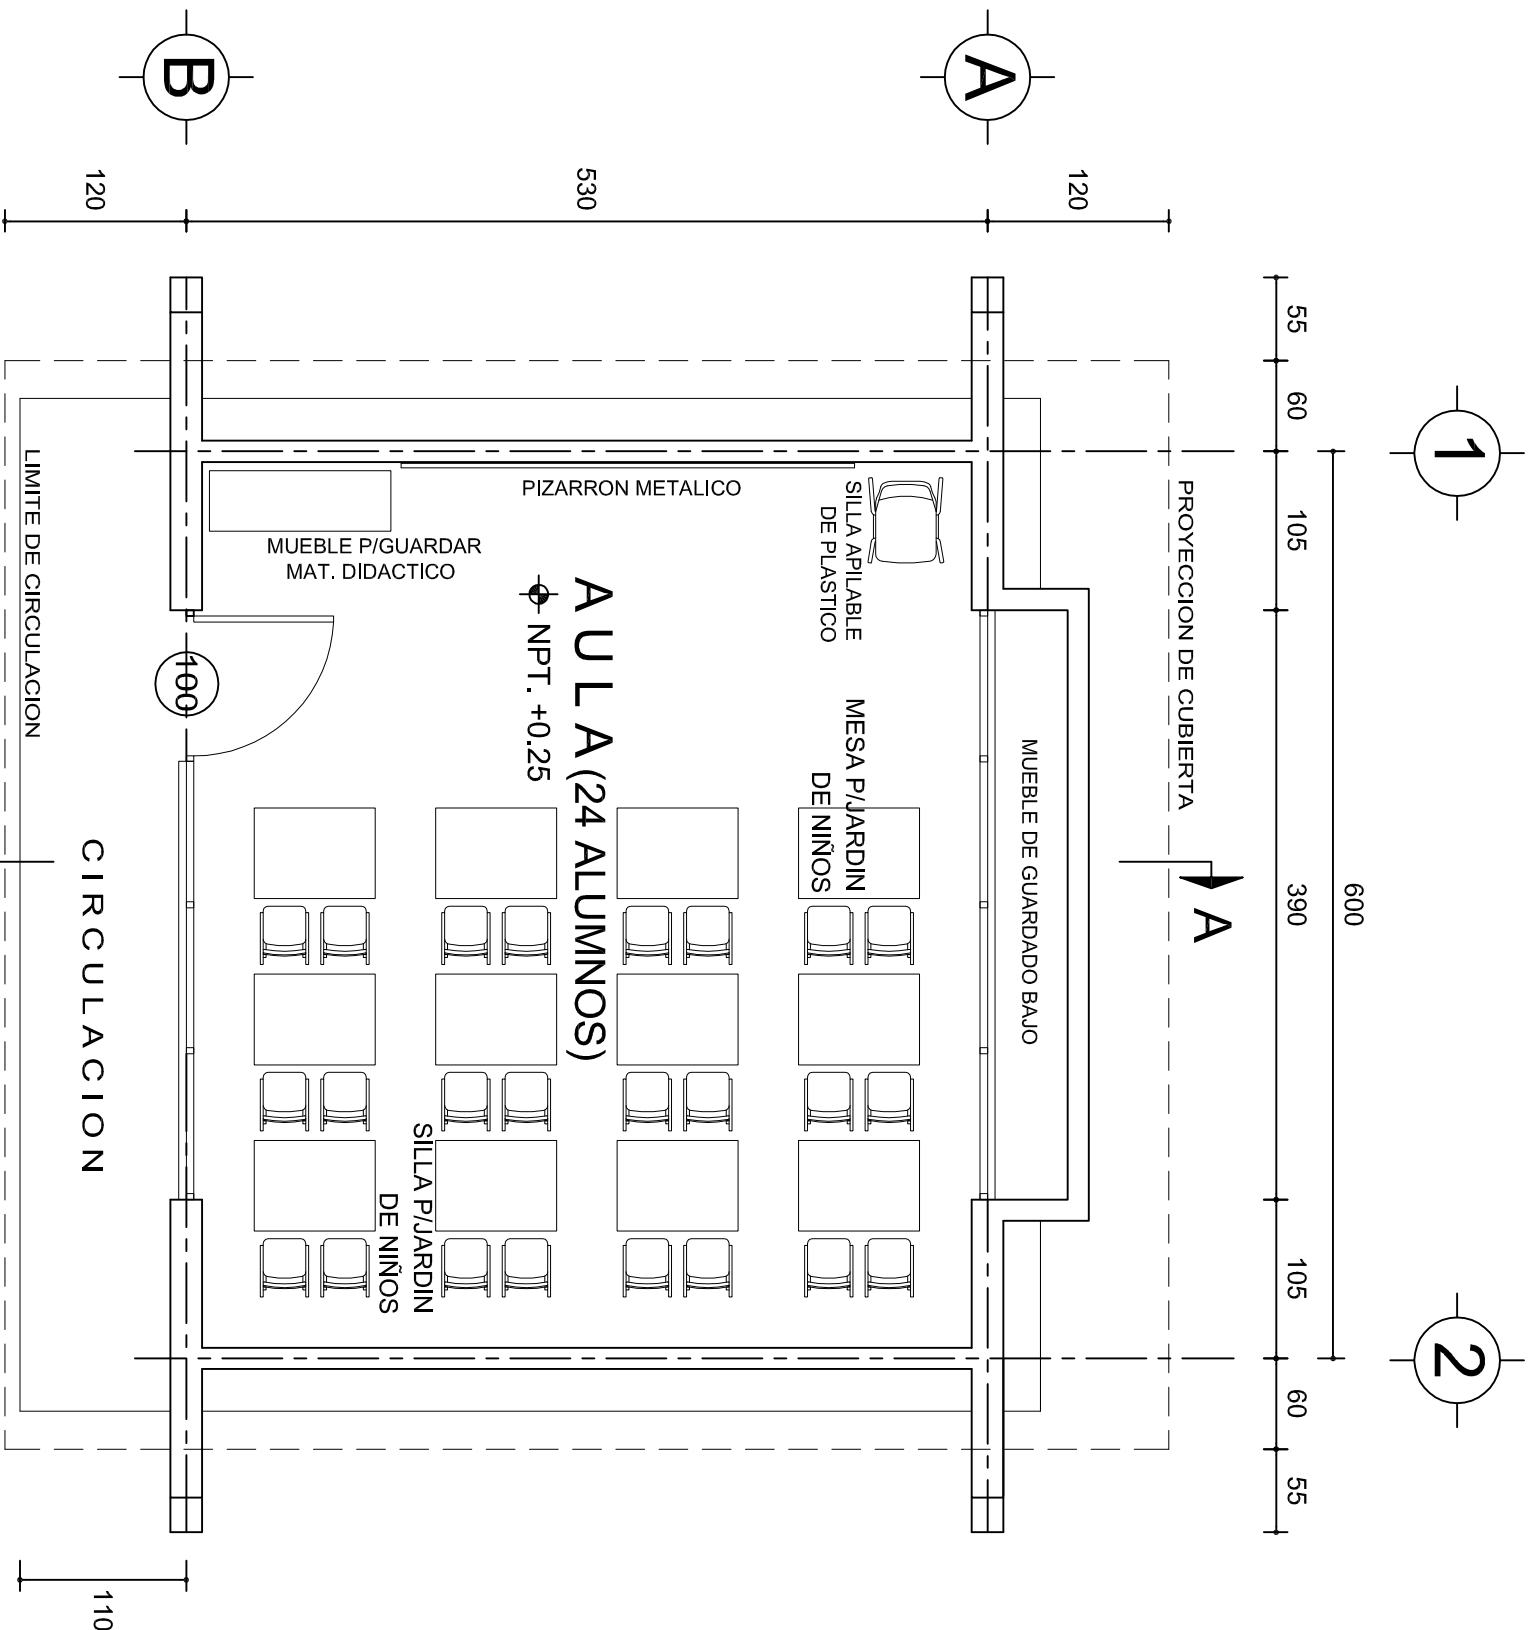 1
2
600
55
60
105
390
105
60
55
A
PROYECCION DE CUBIERTA
A
120
MUEBLE DE GUARDADO BAJO
SILLA APILABLE
DE PLASTICO
MESA P/JARDIN
DE NIÑOS
530
PIZARRON METALICO
A U L A (24 ALUMNOS)
NPT. +0.25
MUEBLE P/GUARDAR
MAT. DIDACTICO
SILLA P/JARDIN
DE NIÑOS
B
100
120
C I R C U L A C I O N
110
LIMITE DE CIRCULACION